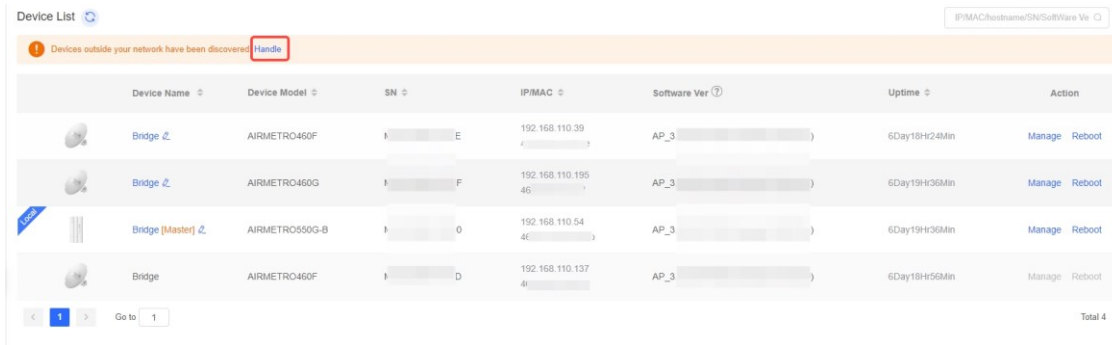 Device List
IP/MAC/hostname/SN/SoftWare Ve
Devices outside your network have been discovered. Handle
Device Name Device Model SN IP/MAC Software Ver Uptime Action
Bridge AIRMETRO460F E 192.168.110.39 AP_3 ) 6Day18Hr24Min Manage Reboot
Bridge AIRMETRO460G F 192.168.110.195 AP_3 ) 6Day19Hr36Min Manage Reboot
46
Local
Bridge [Master] AIRMETRO550G-B 0 192.168.110.54 AP_3 ) 6Day19Hr36Min Manage Reboot
Bridge AIRMETRO460F D 192.168.110.137 AP_3 ) 6Day18Hr56Min Manage Reboot
< 1 > Go to 1 Total 4